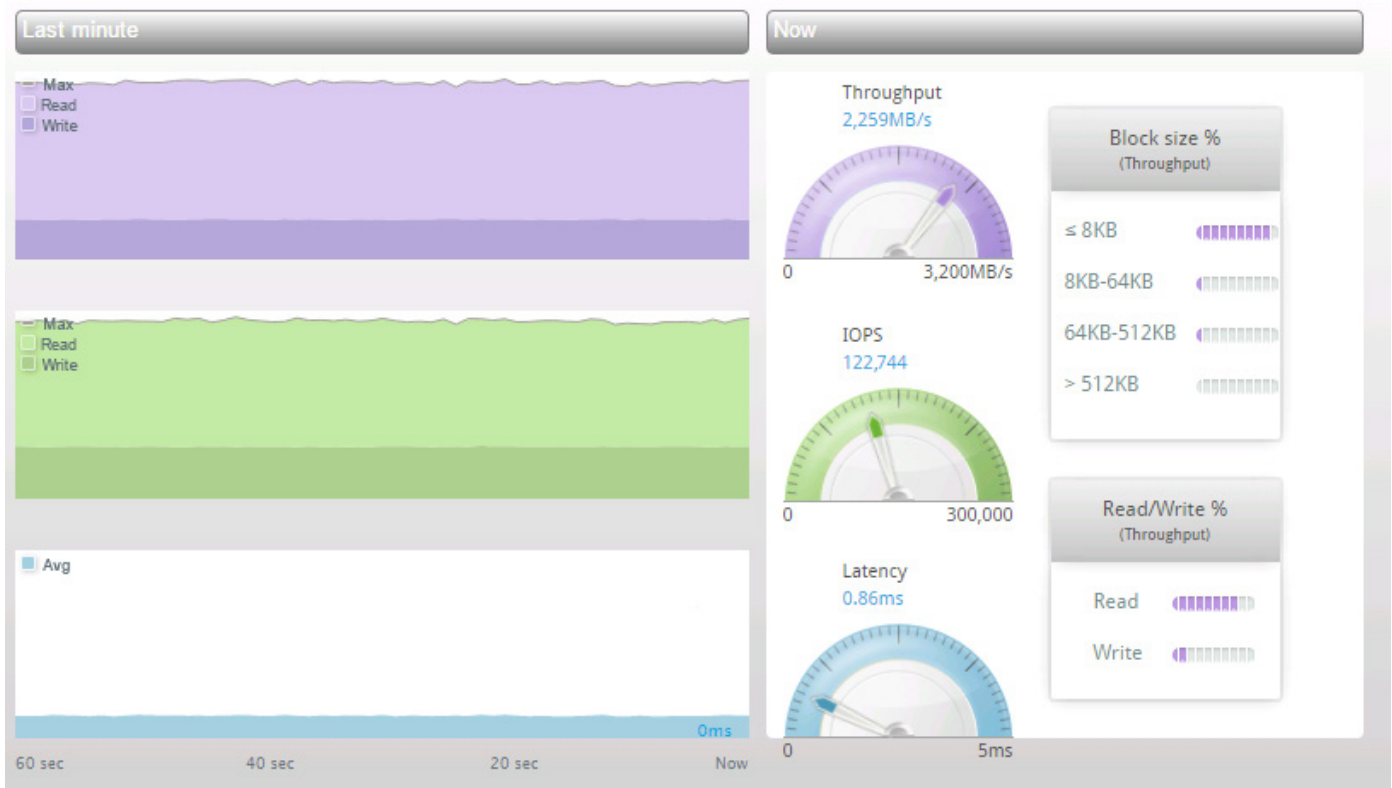 Last minute
Max
Read
Write
Max
Read
Write
Avg
0ms
60 sec 40 sec 20 sec Now
Now
Throughput
2,259MB/s
0 3,200MB/s
IOPS
122,744
0 300,000
Latency
0.86ms
0 5ms
Block size %
(Throughput)
≤ 8KB
8KB-64KB
64KB-512KB
> 512KB
Read/Write %
(Throughput)
Read
Write